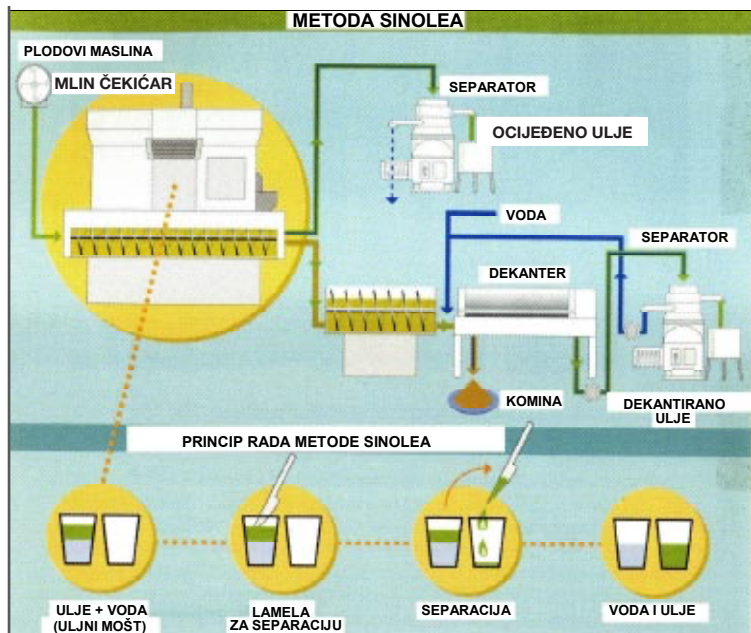 METODA SINOLEA
PLODOVI MASLINA
MLIN ČEKIĆAR
SEPARATOR
OCIJEĐENO ULJE
VODA
SEPARATOR
DEKANTER
KOMINA
DEKANTIRANO
ULJE
PRINCIP RADA METODE SINOLEA
ULJE + VODA
(ULJNI MOŠT)
LAMELA
ZA SEPARACIJU
SEPARACIJA
VODA I ULJE